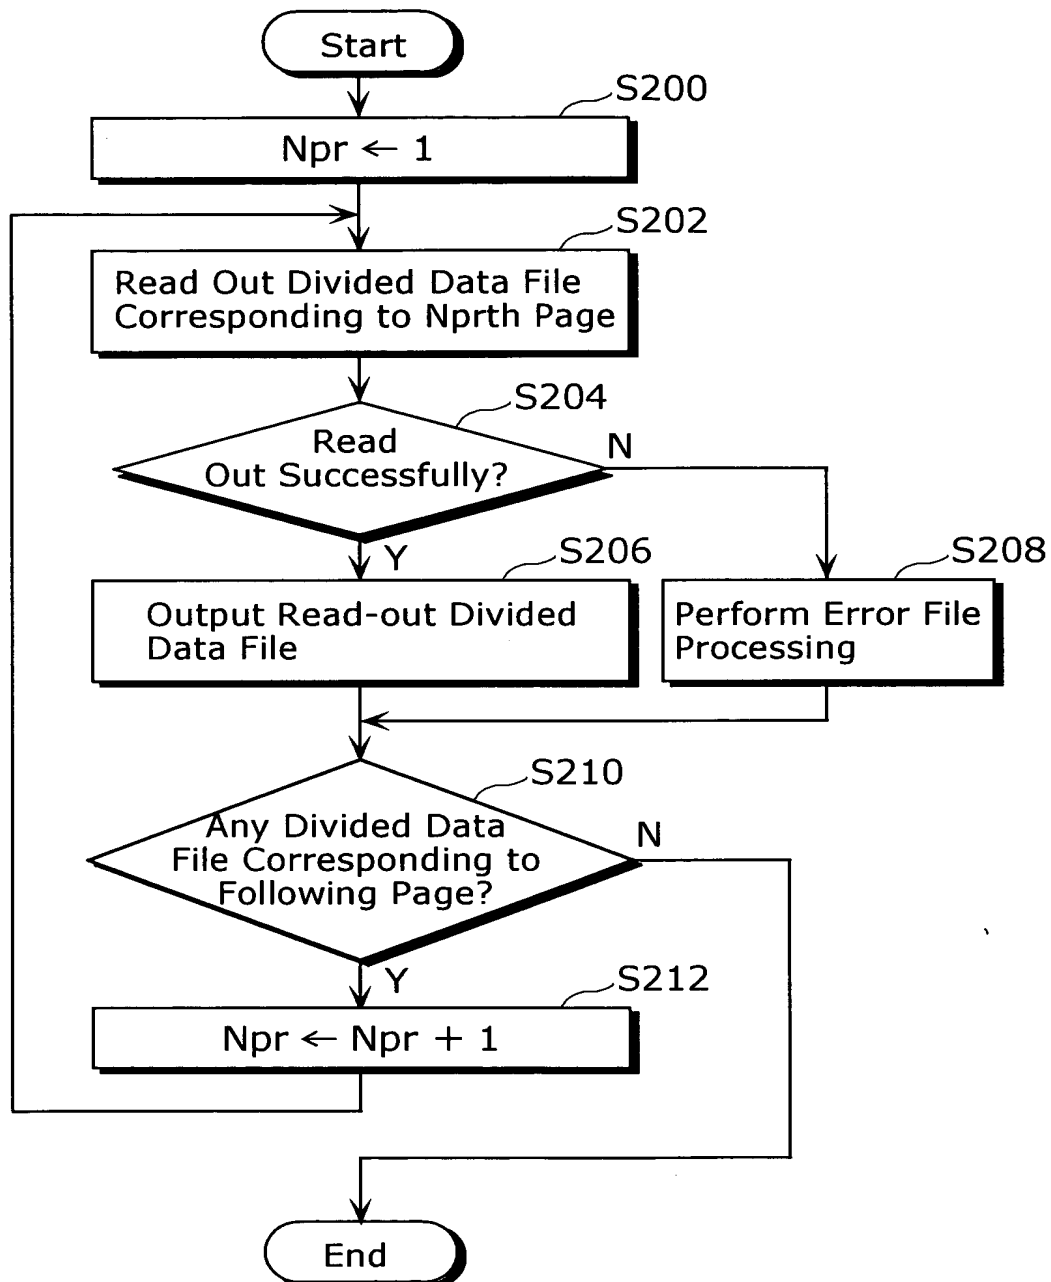 Start
S200
Npr ← 1
S202
Read Out Divided Data File
Corresponding to Nprth Page
S204
Read
Out Successfully?
N
Y
S206
Output Read-out Divided
Data File
S208
Perform Error File
Processing
S210
Any Divided Data
File Corresponding to
Following Page?
N
Y
S212
Npr ← Npr + 1
End